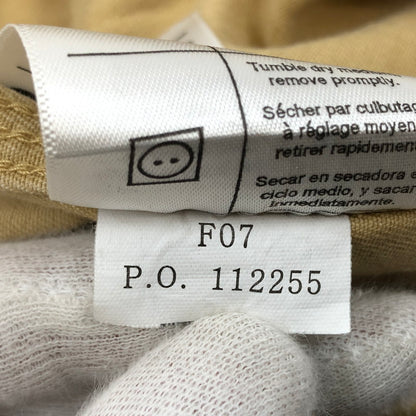 Tumble dry
remove promptly.
Sécher par culbutage
à réglage moyen
retirer rapidement
Secar en secadora
ciclo medio, y sacar
inmediatamente.
F07
P.O. 112255